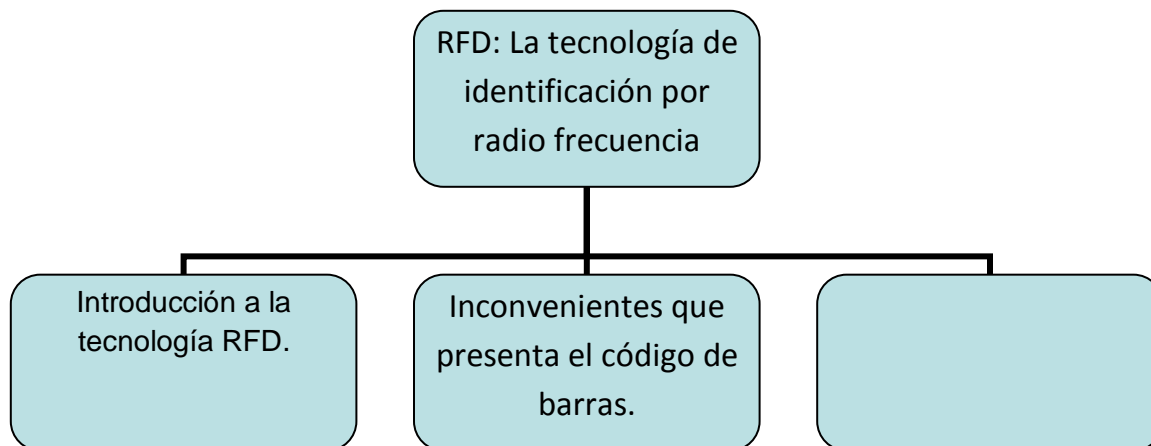 RFD: La tecnología de
identificación por
radio frecuencia
Introducción a la
tecnología RFD.
Inconvenientes que
presenta el código de
barras.